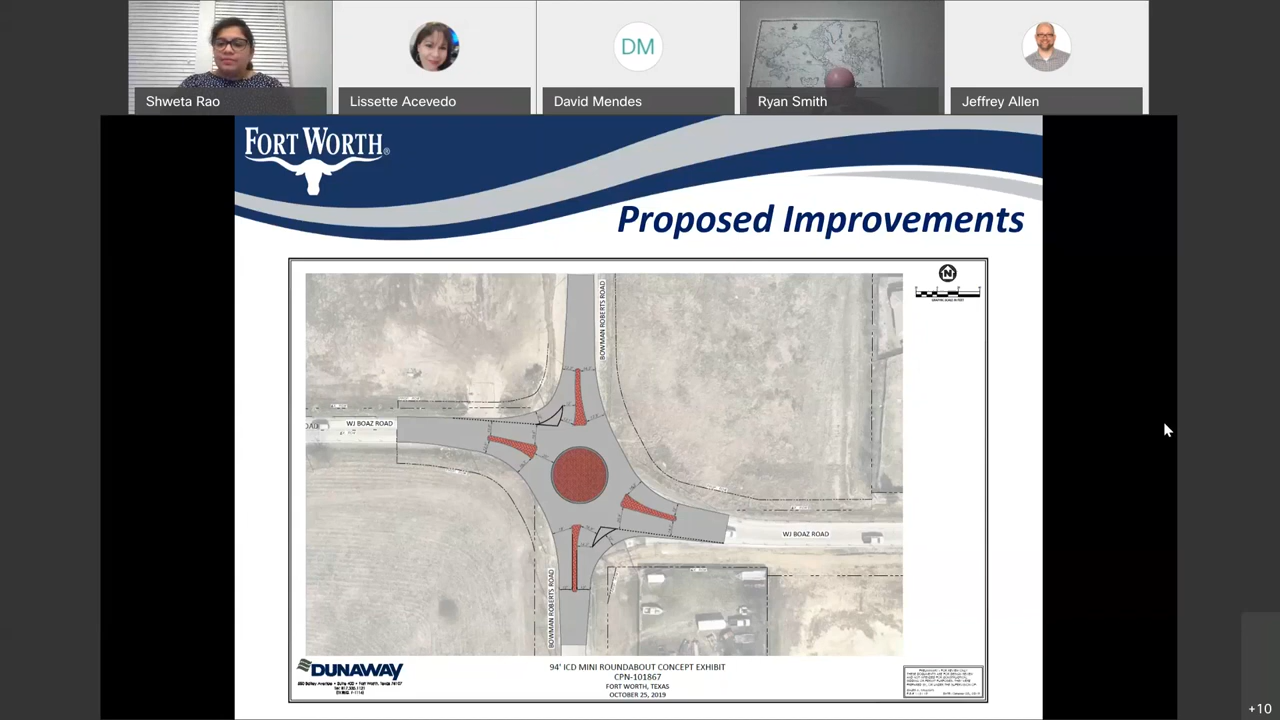 DM
Shweta Rao
Lissette Acevedo
David Mendes
Ryan Smith
Jeffrey Allen
FORT WORTH®
Proposed Improvements
N
BOWMAN ROBERTS ROAD
WJ BOAZ ROAD
WJ BOAZ ROAD
BOWMAN ROBERTS ROAD
DUNAWAY
94' ICD MINI ROUNDABOUT CONCEPT EXHIBIT
CPN-101867
FORT WORTH, TEXAS
OCTOBER 25, 2019
+10